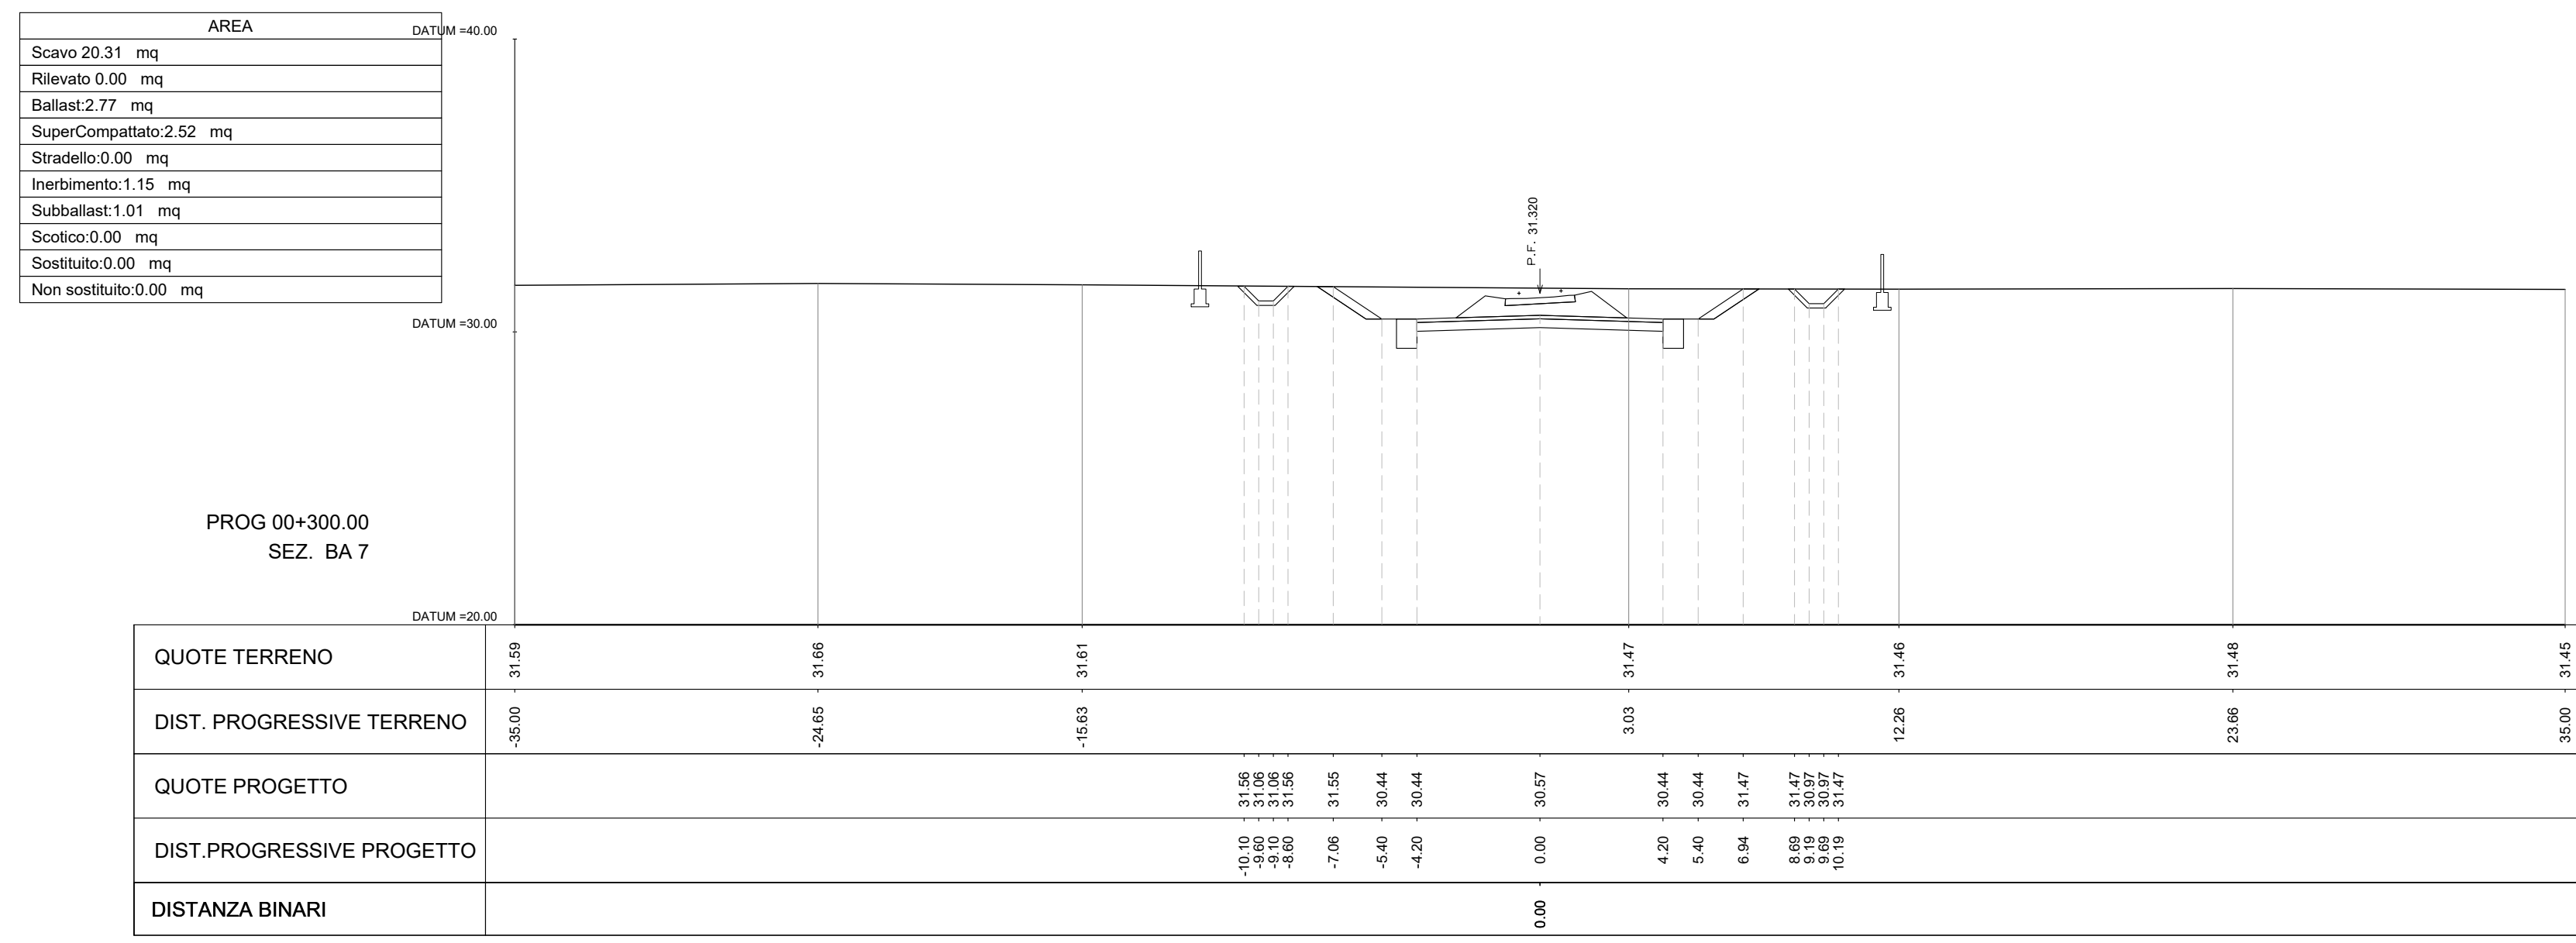 AREA
Scavo 20.31 mq
Rilevato 0.00 mq
Ballast:2.77 mq
SuperCompattato:2.52 mq
Stradello:0.00 mq
Inerbimento:1.15 mq
Subballast:1.01 mq
Scotico:0.00 mq
Sostituito:0.00 mq
Non sostituito:0.00 mq
DATUM =40.00
P.F. 31.320
DATUM =30.00
PROG 00+300.00
SEZ. BA 7
DATUM =20.00
QUOTE TERRENO 31.59 31.66 31.61 31.47 31.46 31.48 31.45
DIST. PROGRESSIVE TERRENO -35.00 -24.65 -15.63 3.03 12.26 23.66 35.00
QUOTE PROGETTO 31.56 31.06 31.06 31.56 31.55 30.44 30.44 30.57 30.44 30.44 31.47 31.47 30.97 30.97 31.47
DIST.PROGRESSIVE PROGETTO -10.10 -9.60 -9.10 -8.60 -7.06 -5.40 -4.20 0.00 4.20 5.40 6.94 8.69 9.19 9.69 10.19
DISTANZA BINARI 0.00